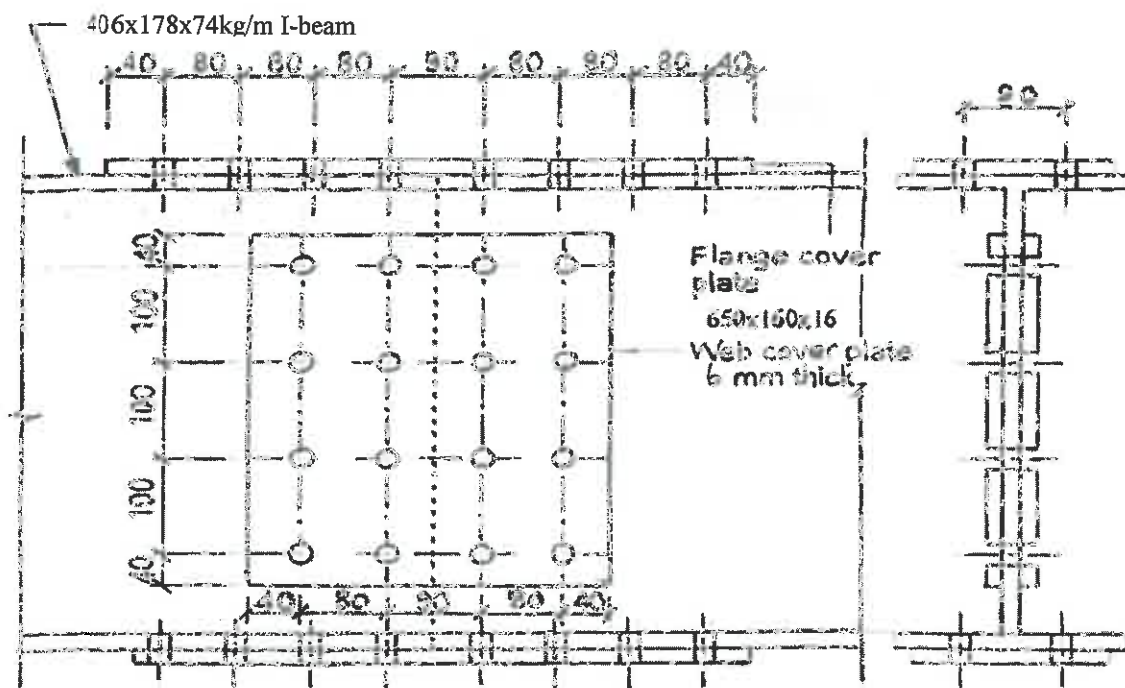 406x178x74kg/m I-beam
40 80 80 80 90 80 80 80 40
90
40
100
100
100
40
Flange cover
plate
650x160x16
Web cover plate
6 mm thick
40 80 90 80 40